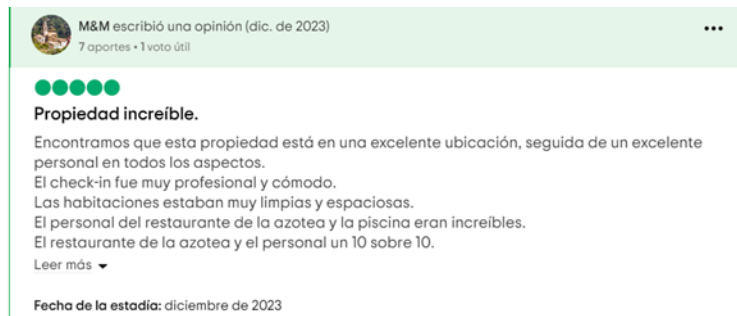 M&M escribió una opinión (dic. de 2023)
7 aportes • 1 voto útil
Propiedad increíble.
Encontramos que esta propiedad está en una excelente ubicación, seguida de un excelente
personal en todos los aspectos.
El check-in fue muy profesional y cómodo.
Las habitaciones estaban muy limpias y espaciosas.
El personal del restaurante de la azotea y la piscina eran increíbles.
El restaurante de la azotea y el personal un 10 sobre 10.
Leer más
Fecha de la estadía: diciembre de 2023